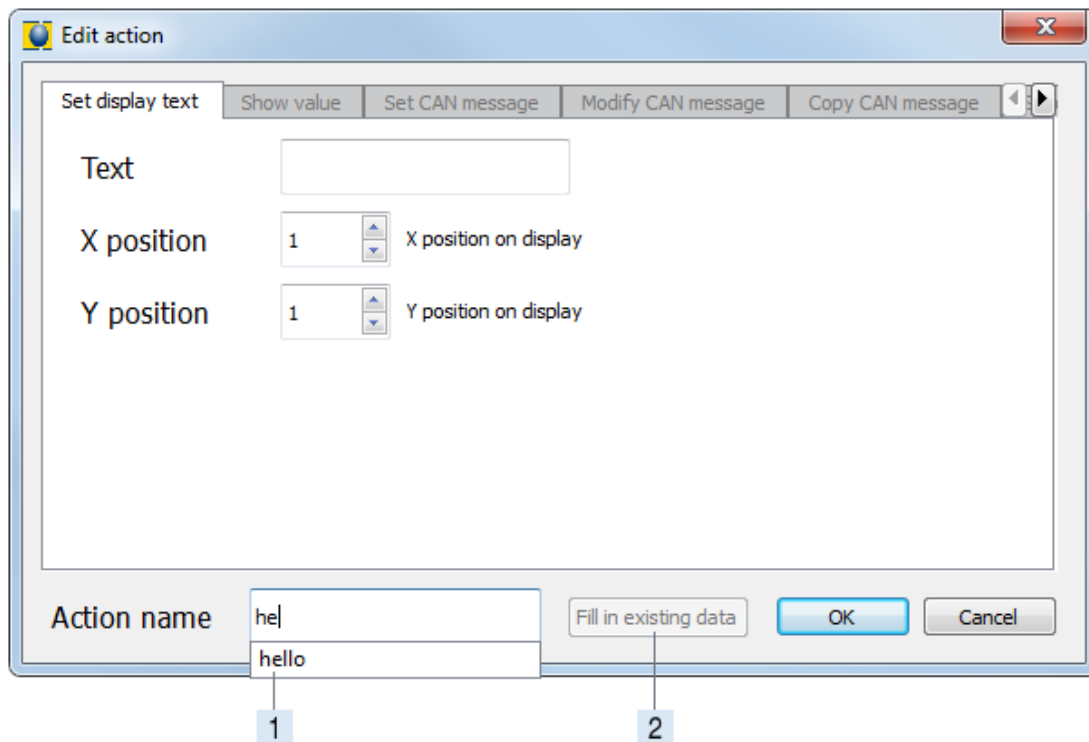 Edit action
Set display text Show value Set CAN message Modify CAN message Copy CAN message
Text
X position 1 X position on display
Y position 1 Y position on display
Action name he Fill in existing data OK Cancel
hello
1 2